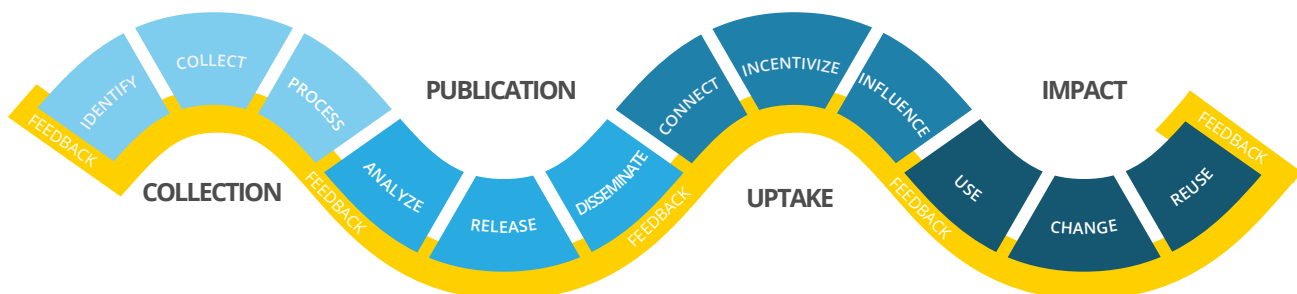 IDENTIFY
COLLECT
PROCESS
FEEDBACK
COLLECTION
PUBLICATION
ANALYZE
RELEASE
DISSEMINATE
FEEDBACK
FEEDBACK
CONNECT
INCENTIVIZE
INFLUENCE
UPTAKE
IMPACT
USE
CHANGE
REUSE
FEEDBACK
FEEDBACK